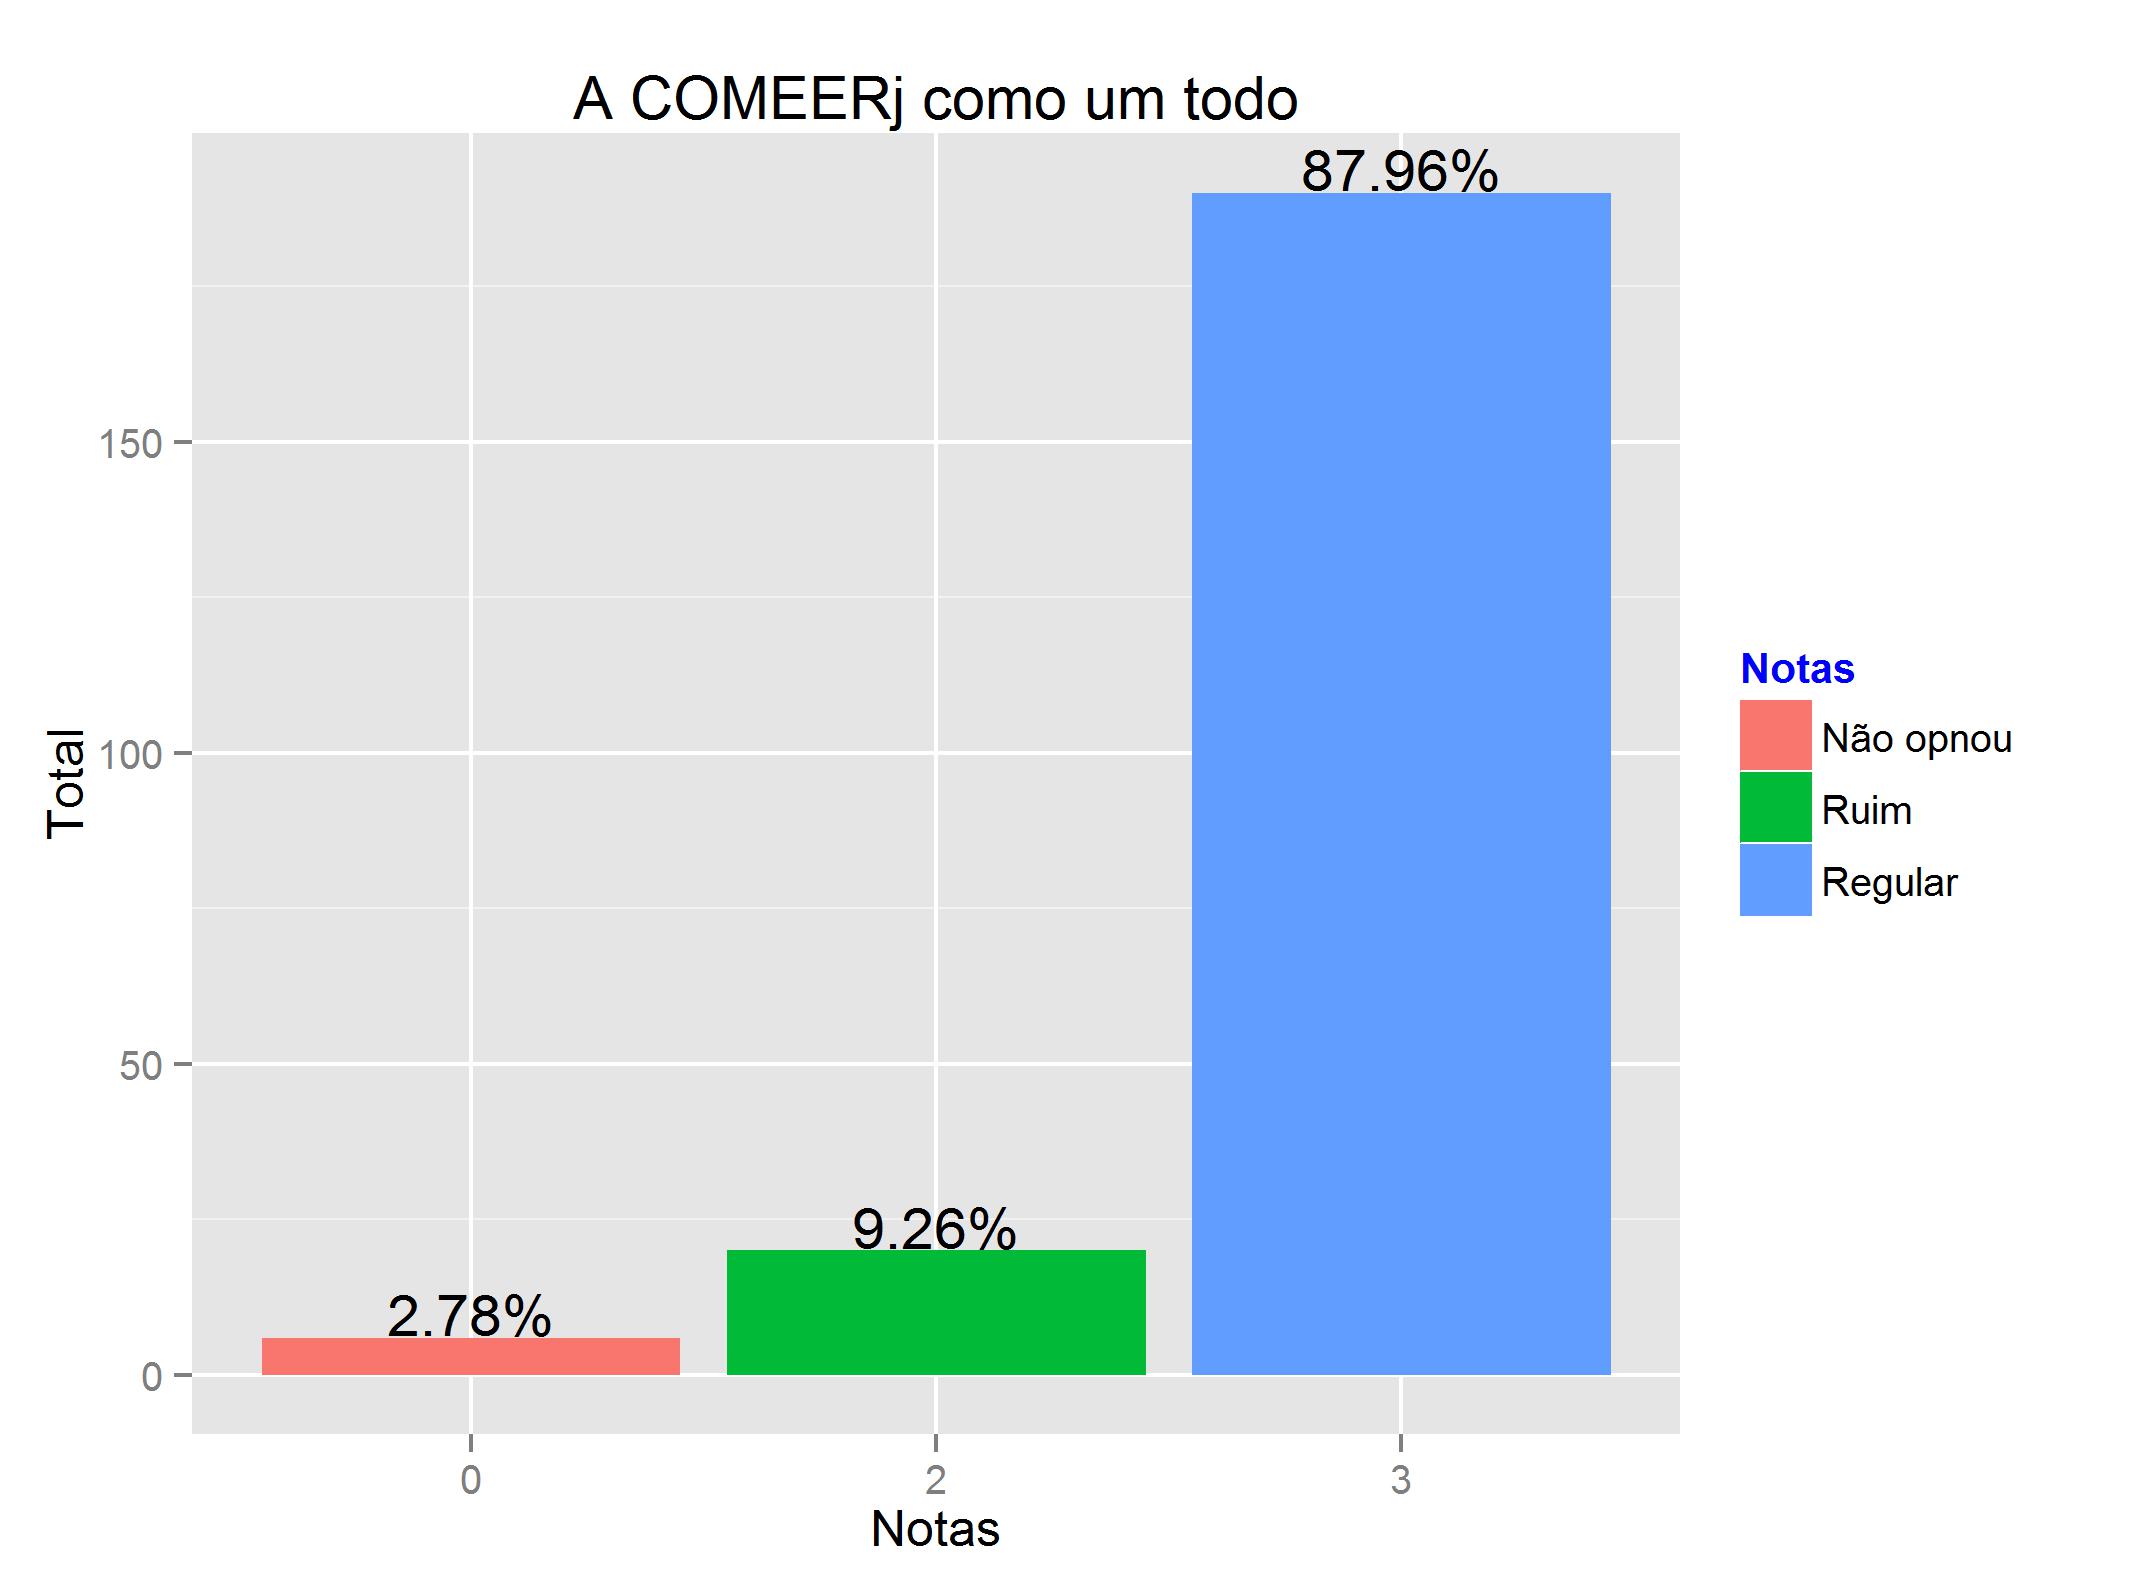 A COMEERj como um todo
87.96%
9.26%
2.78%
150
100
50
0
Total
0 2 3
Notas
Notas
Não opnou
Ruim
Regular